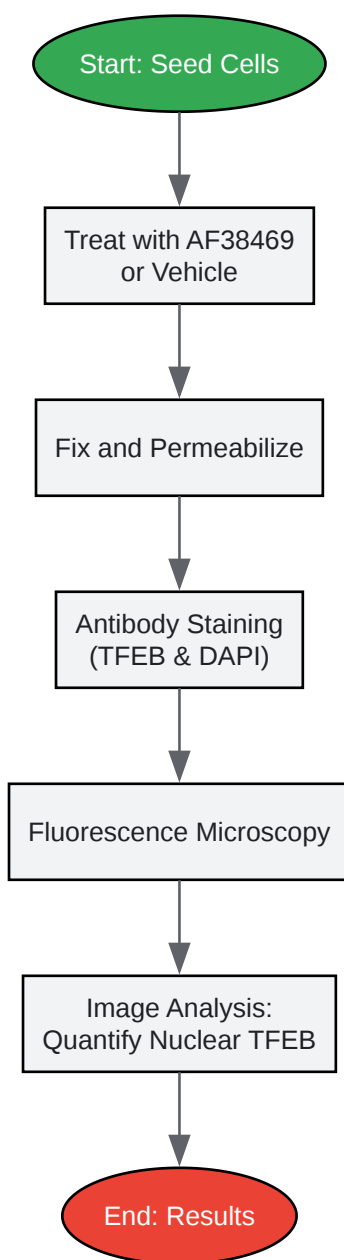 Start: Seed Cells
Treat with AF38469
or Vehicle
Fix and Permeabilize
Antibody Staining
(TFEB & DAPI)
Fluorescence Microscopy
Image Analysis:
Quantify Nuclear TFEB
End: Results